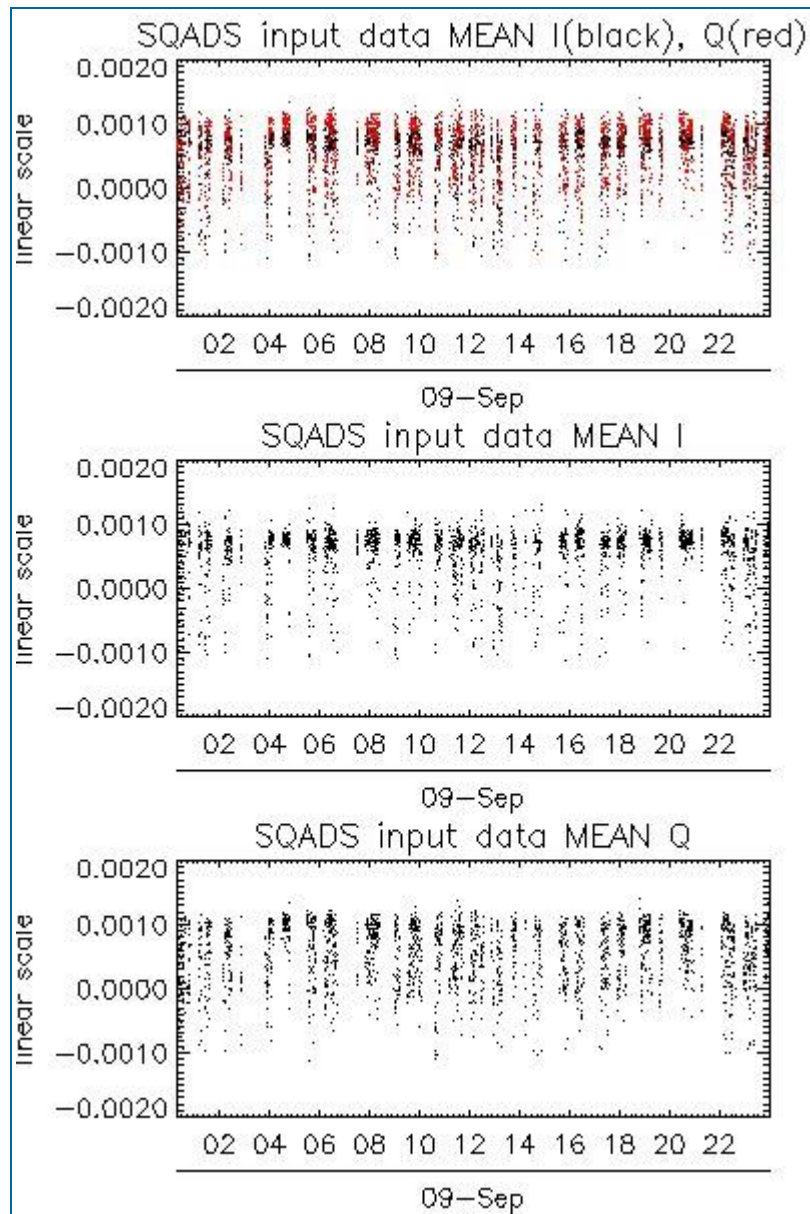 SQADS input data MEAN I(black), Q(red)
linear scale
0.0020
0.0010
0.0000
-0.0010
-0.0020
02 04 06 08 10 12 14 16 18 20 22
09-Sep
SQADS input data MEAN I
linear scale
0.0020
0.0010
0.0000
-0.0010
-0.0020
02 04 06 08 10 12 14 16 18 20 22
09-Sep
SQADS input data MEAN Q
linear scale
0.0020
0.0010
0.0000
-0.0010
-0.0020
02 04 06 08 10 12 14 16 18 20 22
09-Sep